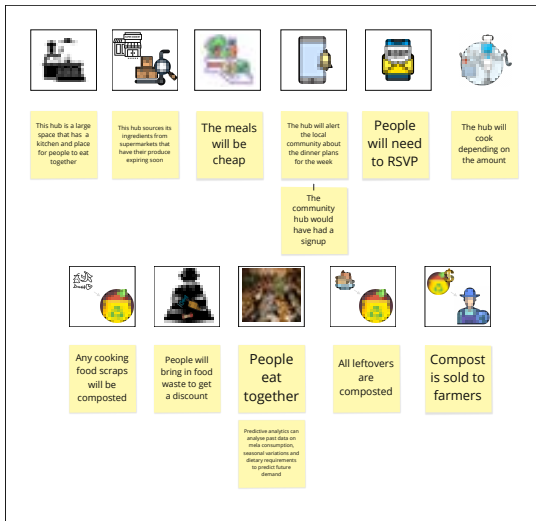 This hub is a large
space that has a
kitchen and place
for people to eat
together
This hub sources its
ingredients from
supermarkets that
have their produce
expiring soon
The meals
will be
cheap
The hub will alert
the local
community about
the dinner plans
for the week
People
will need
to RSVP
The hub will
cook
depending on
the amount
The
community hub
would
have had a
signup
Any cooking
food scraps
will be
composted
People will
bring in food
waste to get
a discount
People
eat
together
All leftovers
are
composted
Compost
is sold to
farmers
Predictive analytics can
analyse past data on
mela consumption,
seasonal variations and
dietary requirements
to predict future
demand